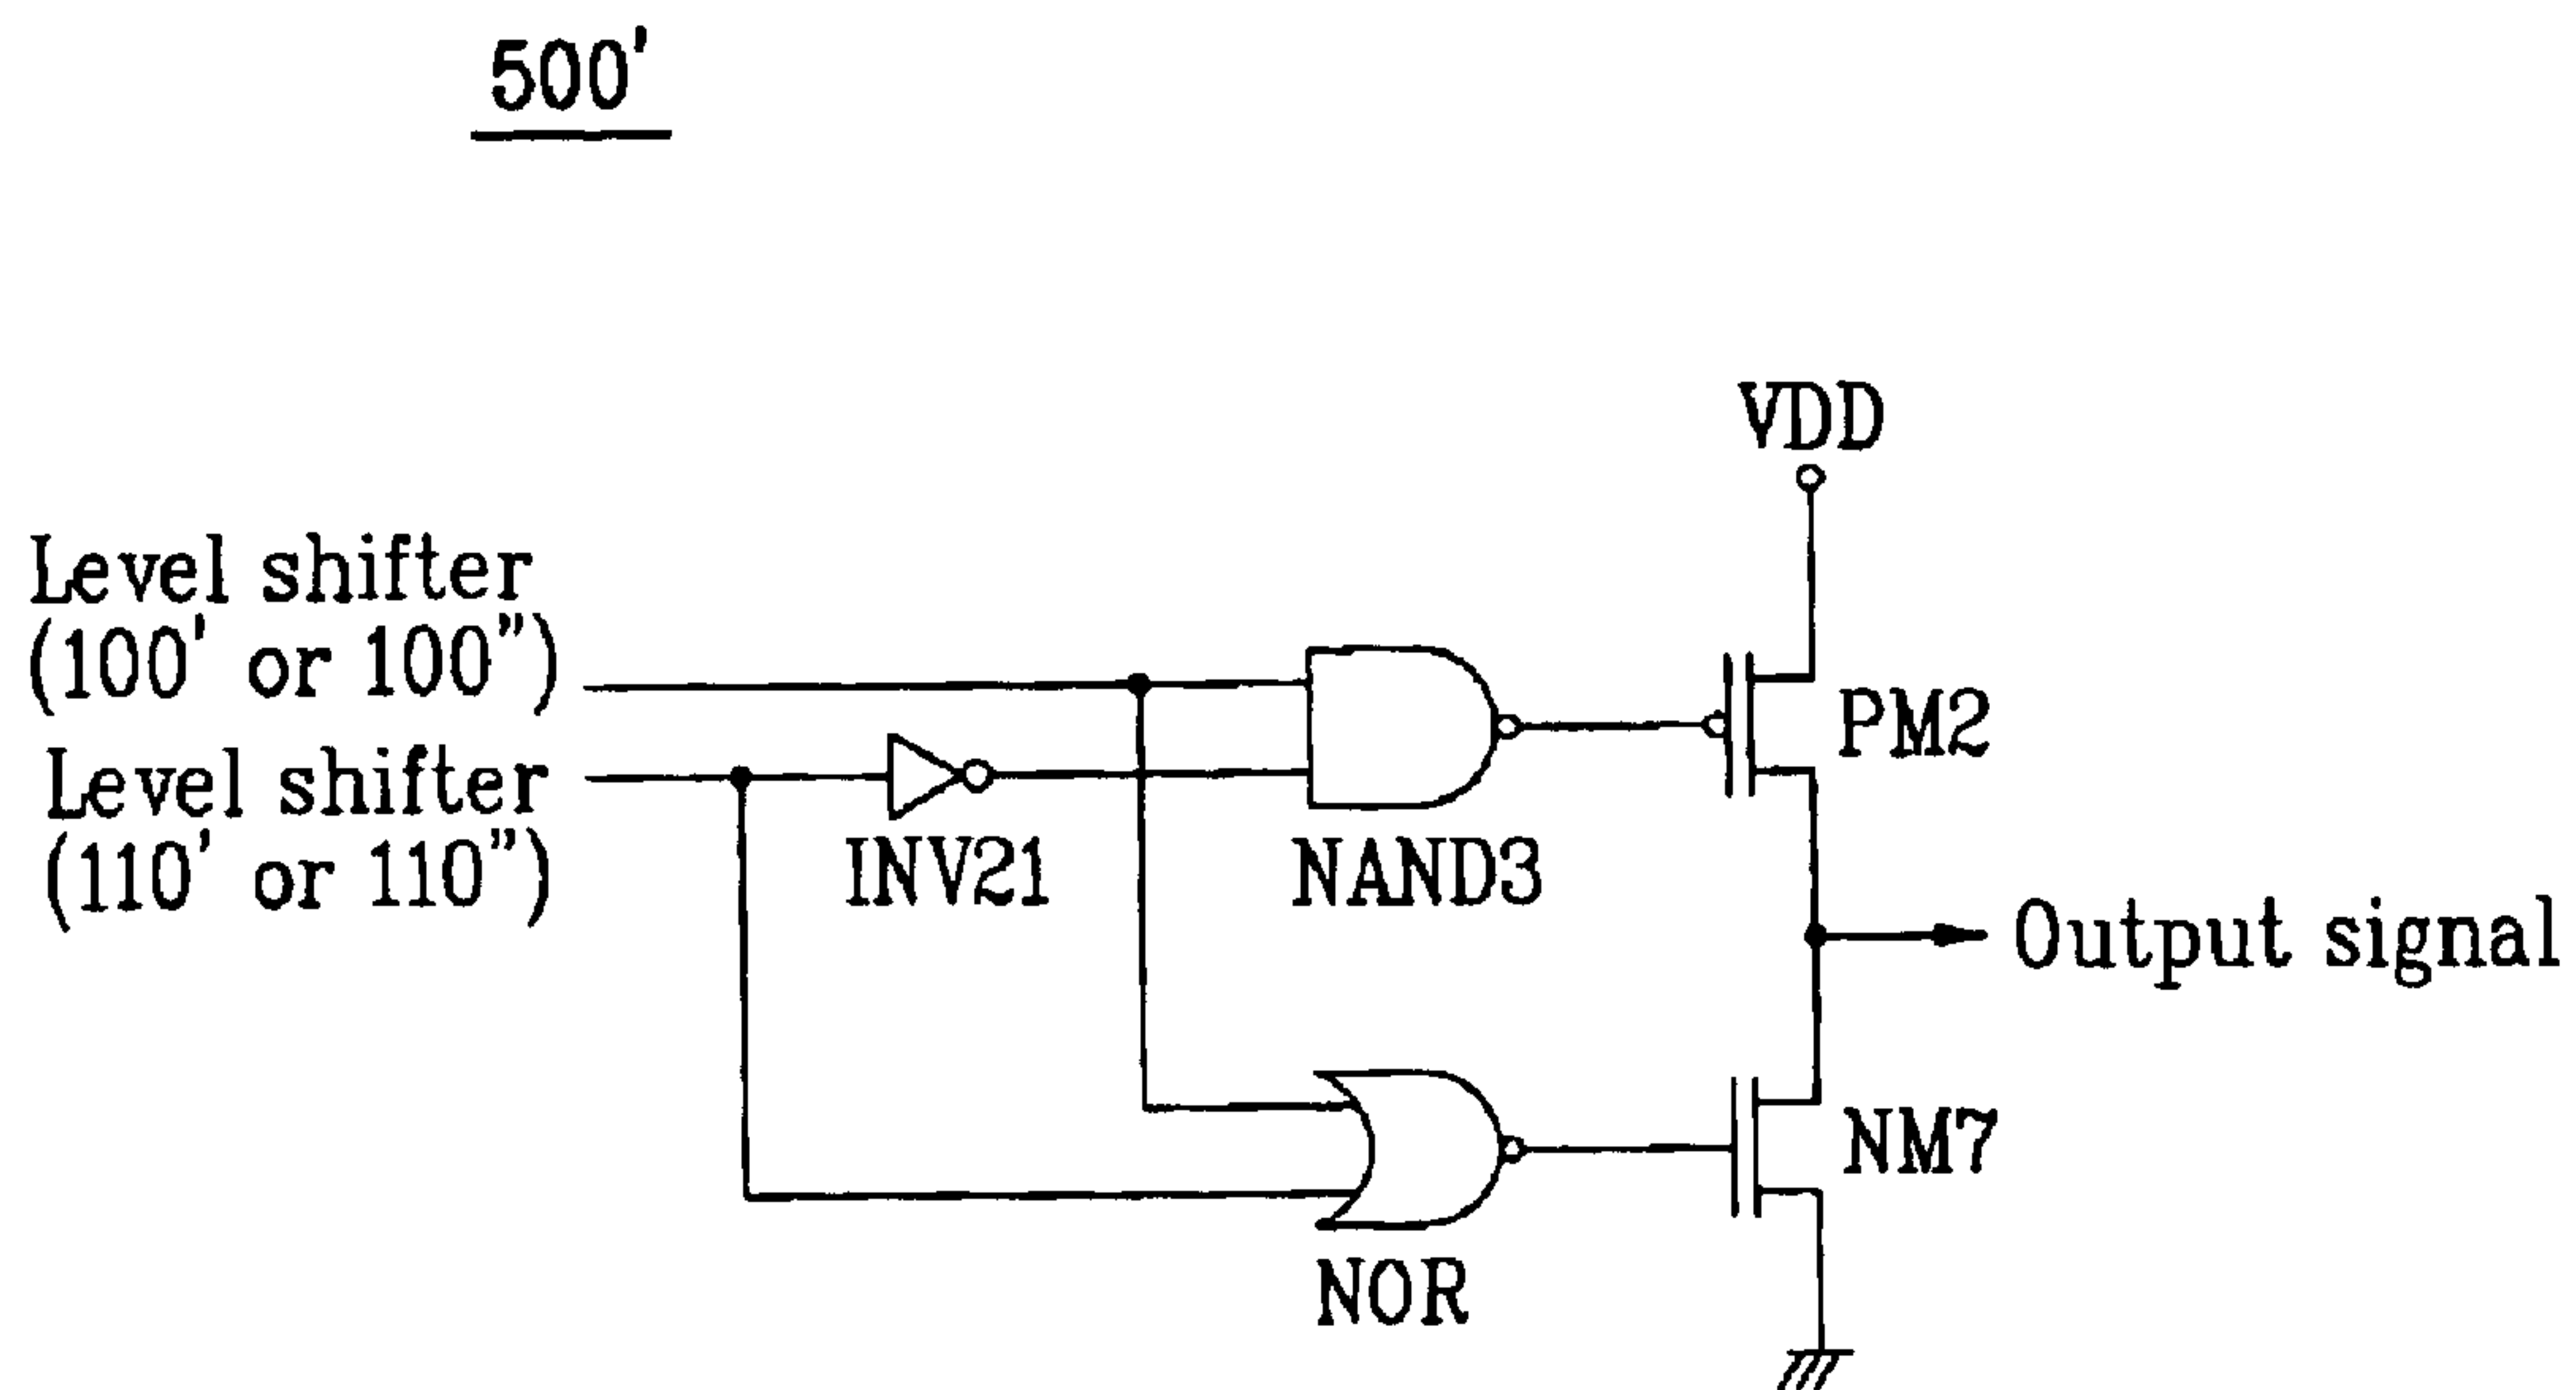 500'
VDD
Level shifter
(100' or 100")
PM2
Level shifter
(110' or 110")
INV21
NAND3
Output signal
NM7
NOR